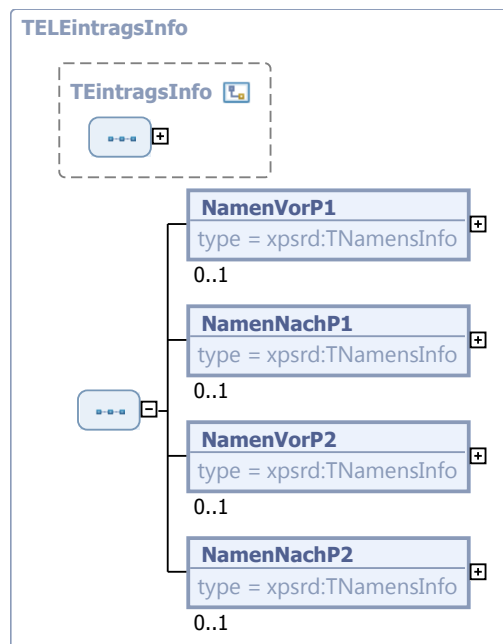 TELEintragsInfo
TEintragsInfo
NamenVorP1
type = xpsrd:TNamensInfo
0..1
NamenNachP1
type = xpsrd:TNamensInfo
0..1
NamenVorP2
type = xpsrd:TNamensInfo
0..1
NamenNachP2
type = xpsrd:TNamensInfo
0..1